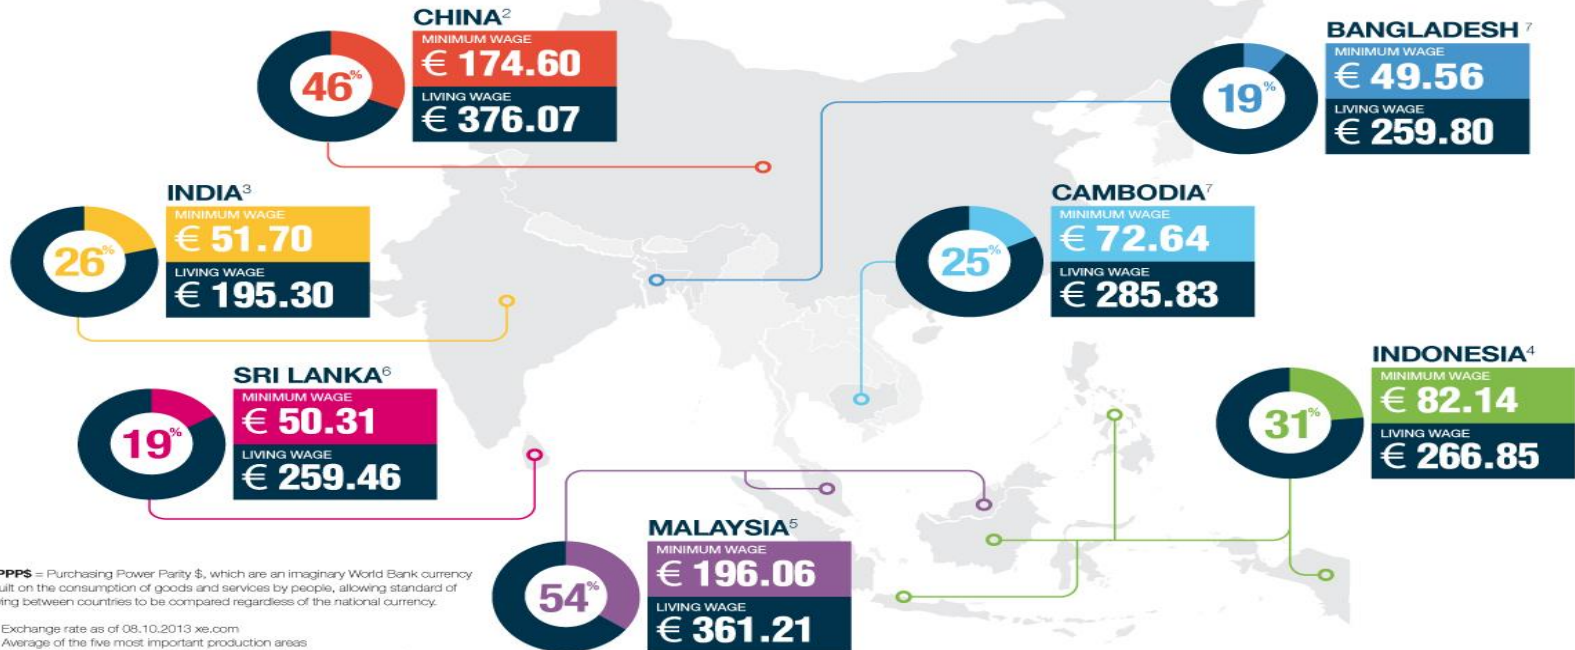 CHINA²
MINIMUM WAGE
€ 174.60
LIVING WAGE
€ 376.07
46%
BANGLADESH ⁷
MINIMUM WAGE
€ 49.56
LIVING WAGE
€ 259.80
19%
INDIA³
MINIMUM WAGE
€ 51.70
LIVING WAGE
€ 195.30
26%
CAMBODIA⁷
MINIMUM WAGE
€ 72.64
LIVING WAGE
€ 285.83
25%
SRI LANKA⁶
MINIMUM WAGE
€ 50.31
LIVING WAGE
€ 259.46
19%
INDONESIA⁴
MINIMUM WAGE
€ 82.14
LIVING WAGE
€ 266.85
31%
MALAYSIA⁵
MINIMUM WAGE
€ 196.06
LIVING WAGE
€ 361.21
54%
PPP$ = Purchasing Power Parity $, which are an imaginary World Bank currency
uilt on the consumption of goods and services by people, allowing standard of
ing between countries to be compared regardless of the national currency.
Exchange rate as of 08.10.2013 xe.com
Average of the five most important production areas